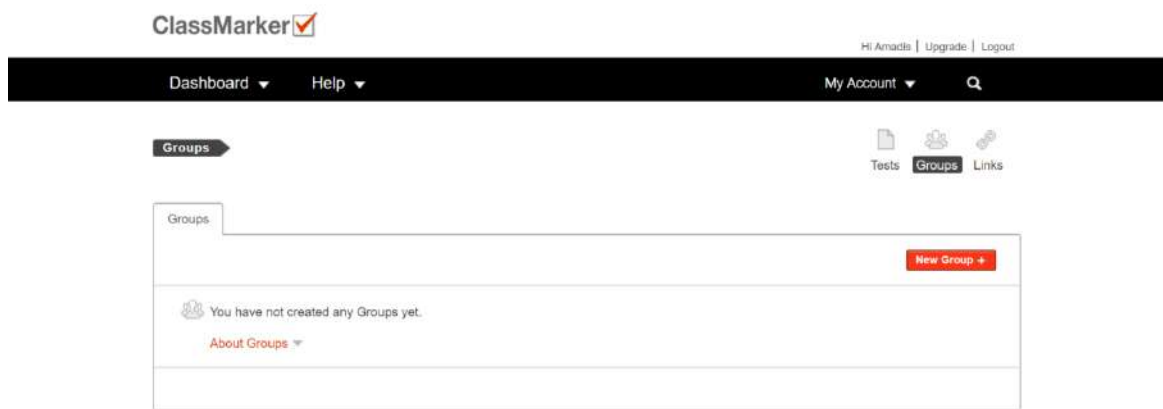 ClassMarker
Hi Amadis | Upgrade | Logout
Dashboard Help My Account
Groups
Tests Groups Links
Groups
New Group +
You have not created any Groups yet.
About Groups